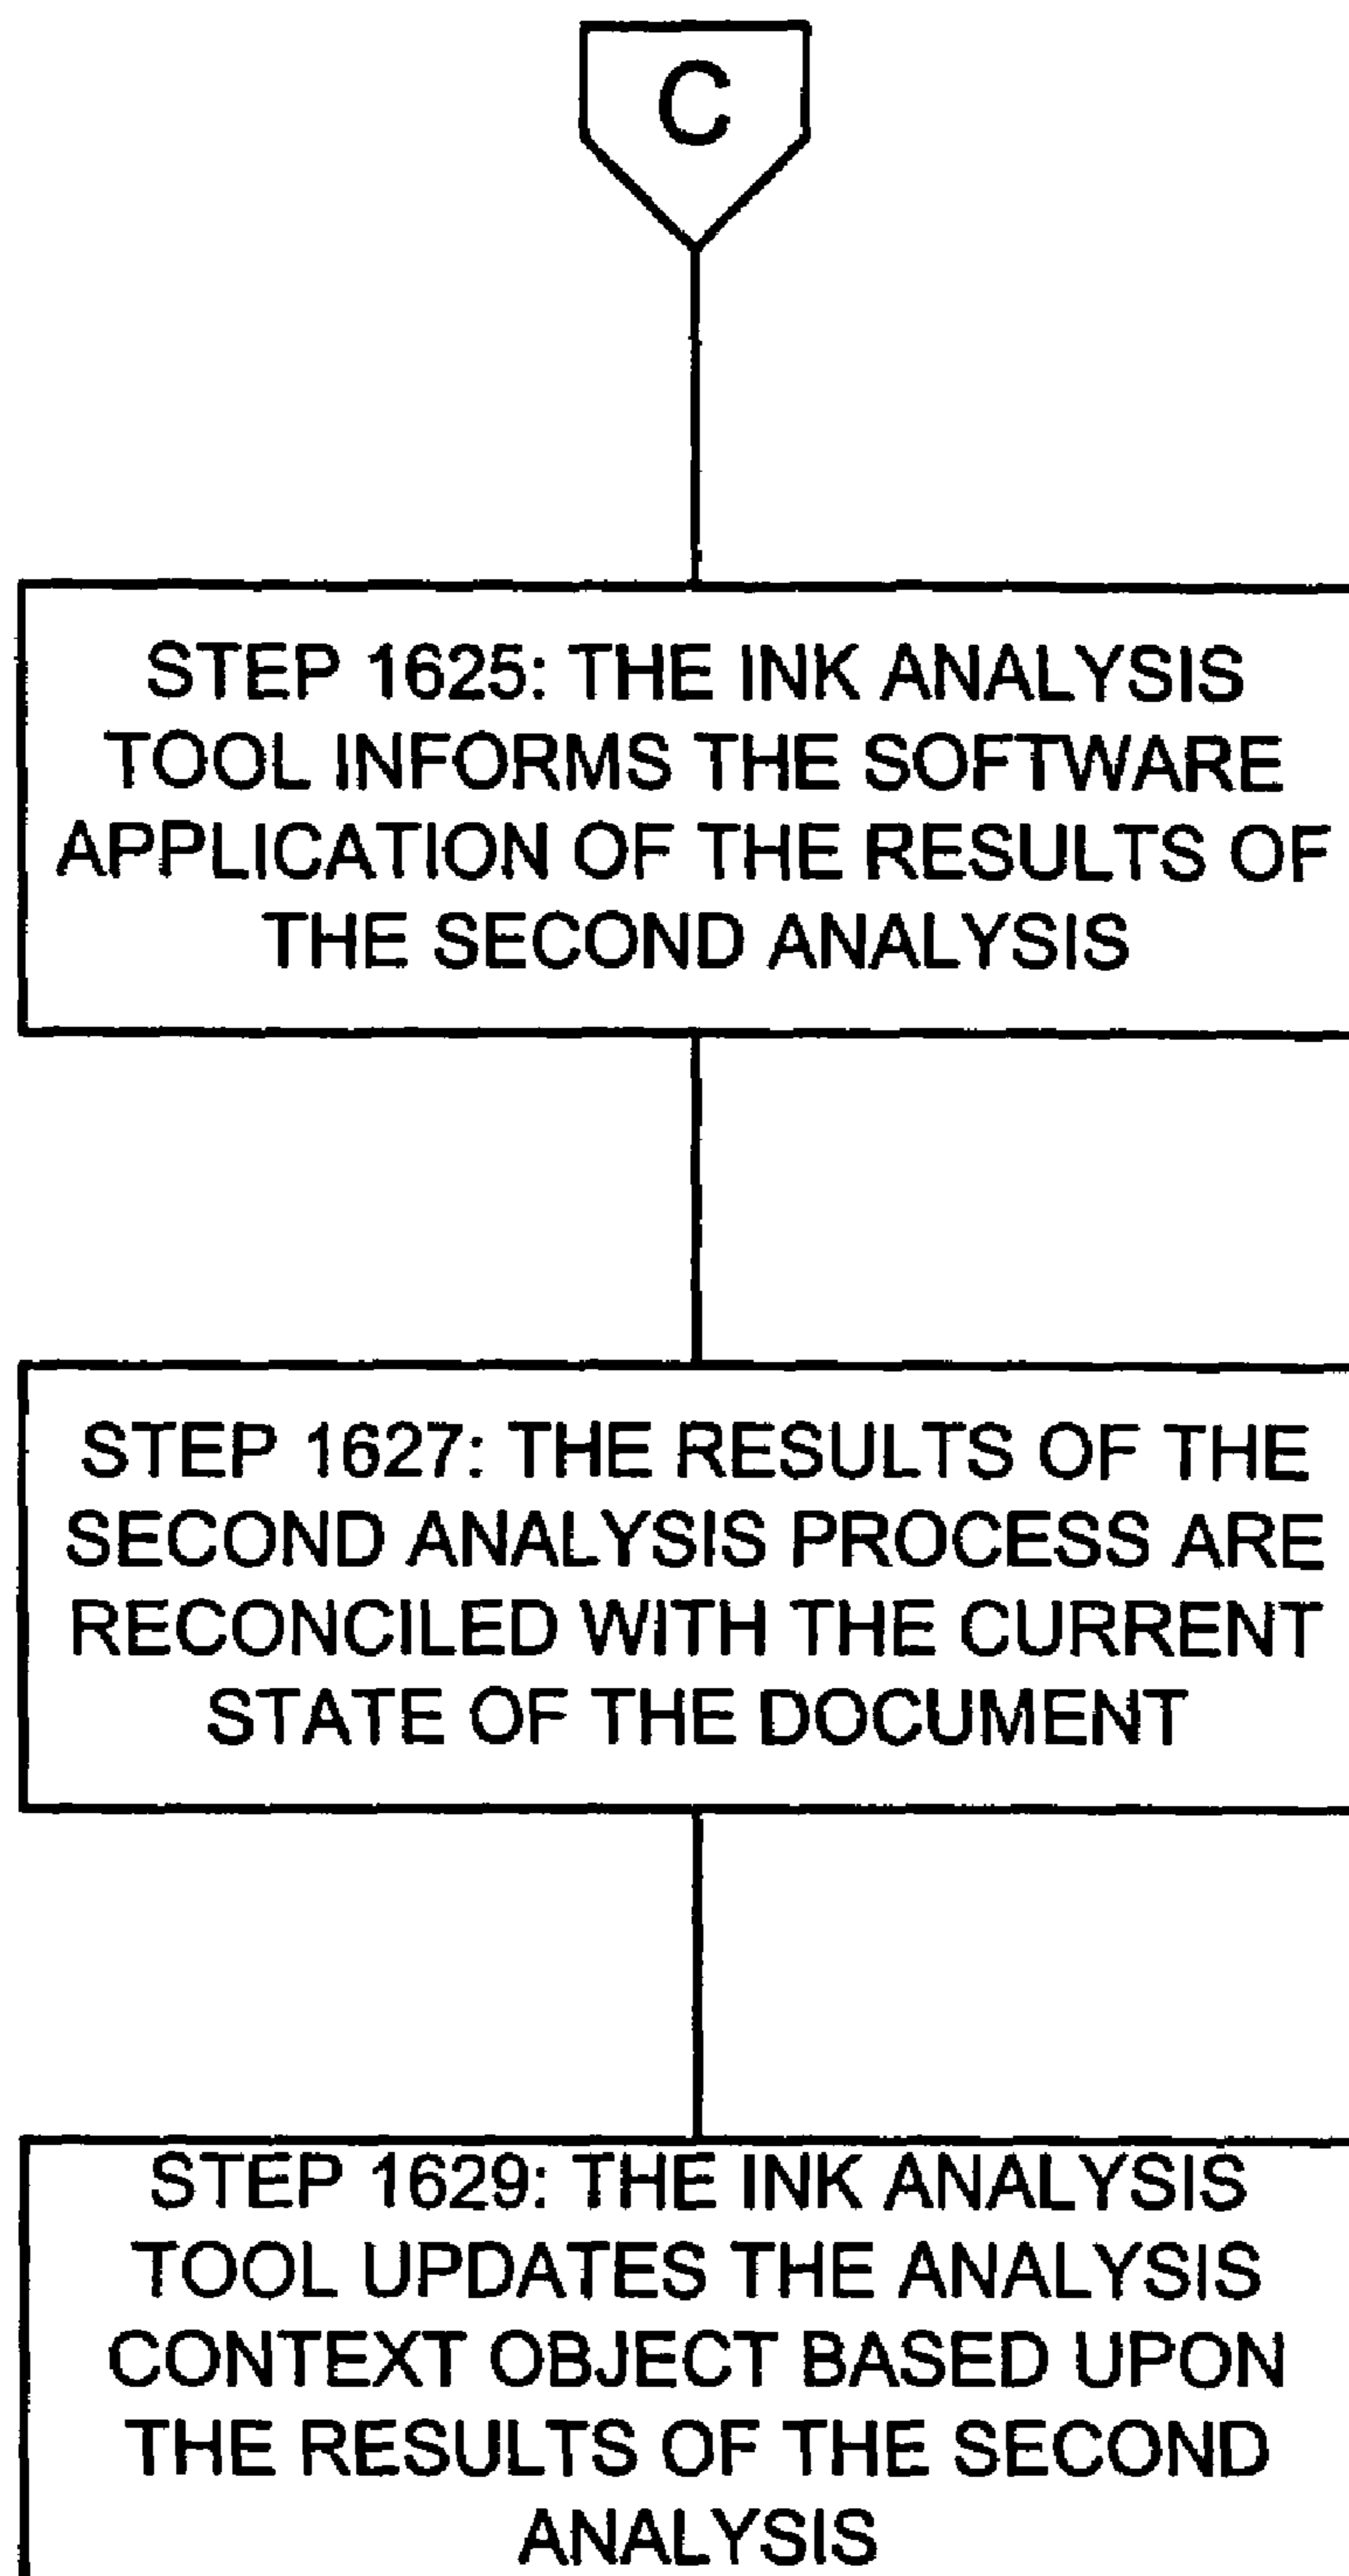 C
STEP 1625: THE INK ANALYSIS
TOOL INFORMS THE SOFTWARE
APPLICATION OF THE RESULTS OF
THE SECOND ANALYSIS
STEP 1627: THE RESULTS OF THE
SECOND ANALYSIS PROCESS ARE
RECONCILED WITH THE CURRENT
STATE OF THE DOCUMENT
STEP 1629: THE INK ANALYSIS
TOOL UPDATES THE ANALYSIS
CONTEXT OBJECT BASED UPON
THE RESULTS OF THE SECOND
ANALYSIS